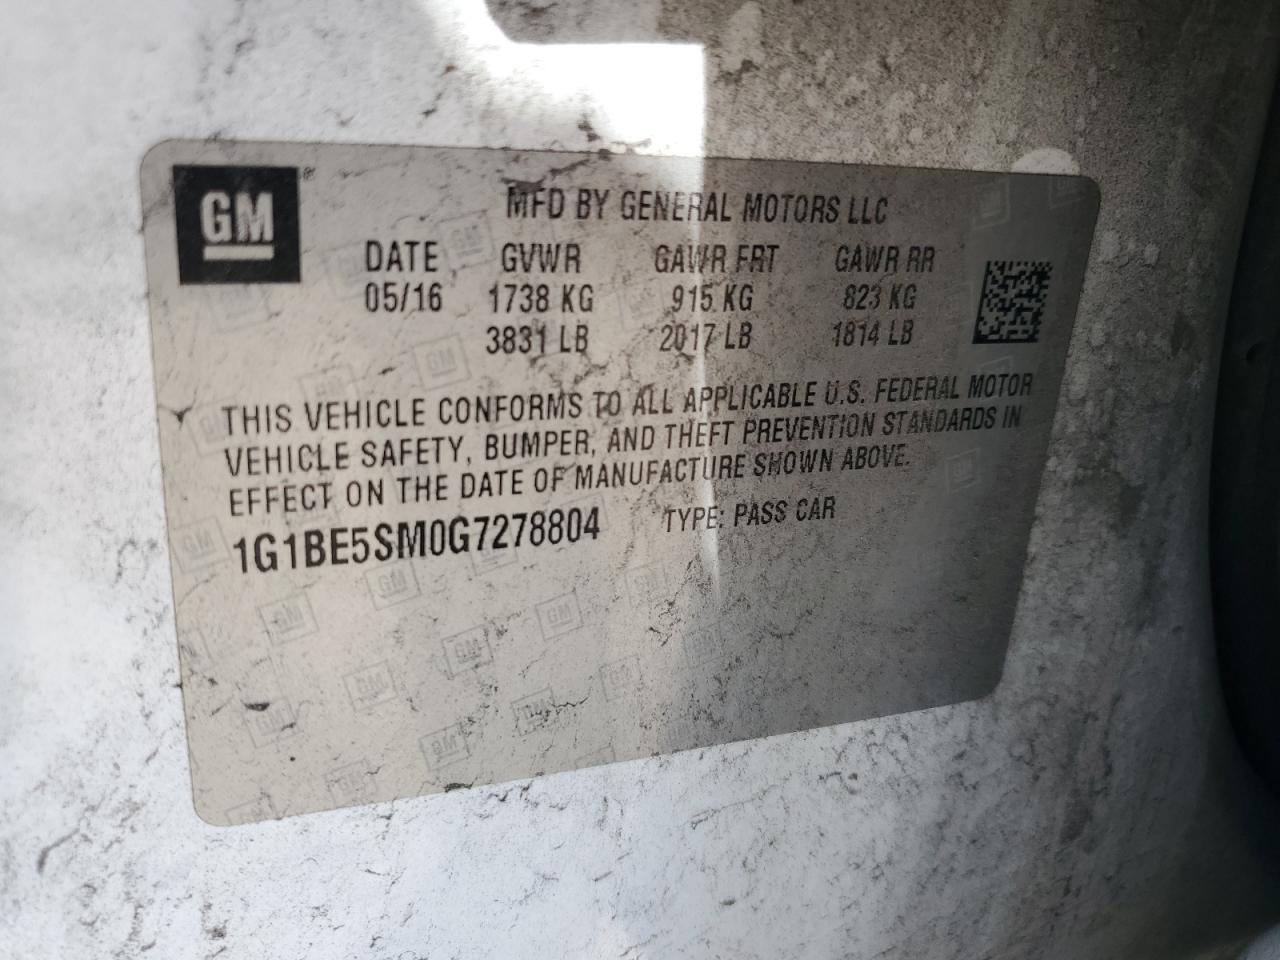 GM
MFD BY GENERAL MOTORS LLC
DATE GVWR GAWR FRT GAWR RR
05/16 1738 KG 915 KG 823 KG
3831 LB 2017 LB 1814 LB
THIS VEHICLE CONFORMS TO ALL APPLICABLE U.S. FEDERAL MOTOR
VEHICLE SAFETY, BUMPER, AND THEFT PREVENTION STANDARDS IN
EFFECT ON THE DATE OF MANUFACTURE SHOWN ABOVE.
1G1BE5SM0G7278804 TYPE: PASS CAR